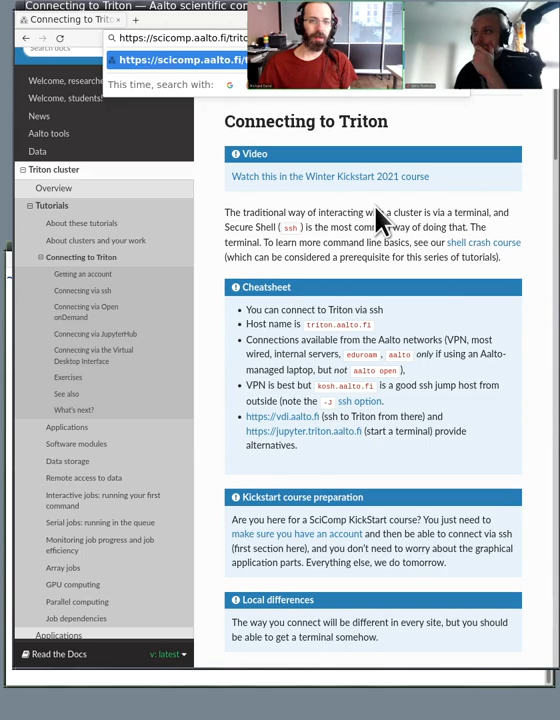 Connecting to Triton — Aalto scientific com
Connecting to Trito
×
https://scicomp.aalto.fi/trito
Search docs
https://scicomp.aalto.fi/t
This time, search with:
G
Welcome, researche
Welcome, students!
News
Aalto tools
Data
Triton cluster
Overview
Tutorials
About these tutorials
About clusters and your work
Connecting to Triton
Getting an account
Connecting via ssh
Connecting via Open
onDemand
Connecting via JupyterHub
Connecting via the Virtual
Desktop Interface
Exercises
See also
What's next?
Applications
Software modules
Data storage
Remote access to data
Interactive jobs: running your first
command
Serial jobs: running in the queue
Monitoring job progress and job
efficiency
Array jobs
GPU computing
Parallel computing
Job dependencies
Applications
Read the Docs
v: latest
Connecting to Triton
Video
Watch this in the Winter Kickstart 2021 course
The traditional way of interacting a cluster is via a terminal, and
Secure Shell ( ssh ) is the most com way of doing that. The
terminal. To learn more command line basics, see our shell crash course
(which can be considered a prerequisite for this series of tutorials).
Cheatsheet
• You can connect to Triton via ssh
• Host name is triton.aalto.fi
• Connections available from the Aalto networks (VPN, most
wired, internal servers, eduroam , aalto only if using an Aalto-
managed laptop, but not aalto open ),
• VPN is best but kosh.aalto.fi is a good ssh jump host from
outside (note the -J ssh option.
• https://vdi.aalto.fi (ssh to Triton from there) and
https://jupyter.triton.aalto.fi (start a terminal) provide
alternatives.
Kickstart course preparation
Are you here for a SciComp KickStart course? You just need to
make sure you have an account and then be able to connect via ssh
(first section here), and you don't need to worry about the graphical
application parts. Everything else, we do tomorrow.
Local differences
The way you connect will be different in every site, but you should
be able to get a terminal somehow.